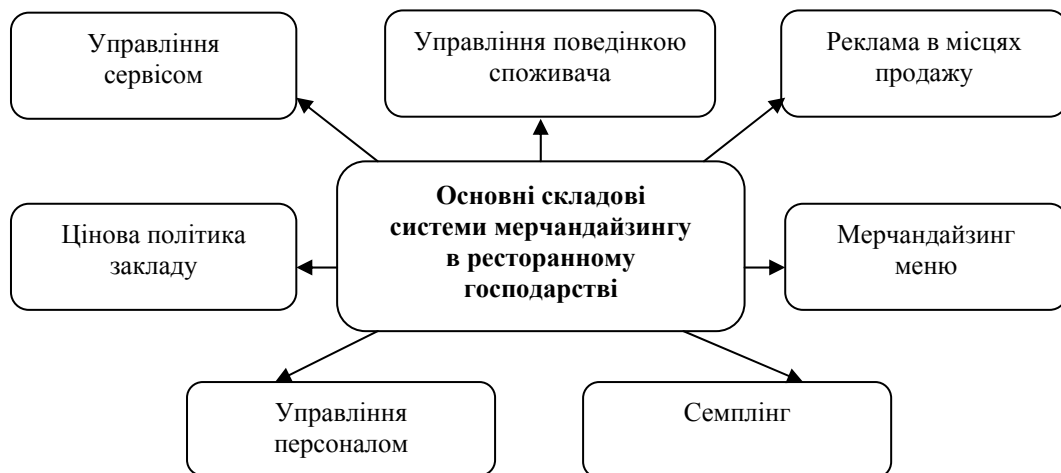 Управління
сервісом
Управління поведінкою
споживача
Реклама в місцях
продажу
Цінова політика
закладу
Основні складові
системи мерчандайзингу
в ресторанному
господарстві
Мерчандайзинг
меню
Управління
персоналом
Семплінг